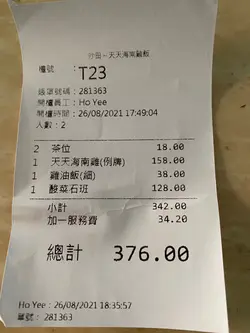 天天海南雞飯
檯號 : T23
賬單號碼 : 281363
開檯員工 : Ho Yee
開檯時間 : 26/08/2021 17:49:04
人數 : 2
2 茶位 18.00
1 天天海南雞(例牌) 158.00
1 雞油飯(鍋) 38.00
1 酸菜石班 128.00
小計 342.00
加一服務費 34.20
總計 376.00
Ho Yee : 26/08/2021 18:35:57
單號 : 281363